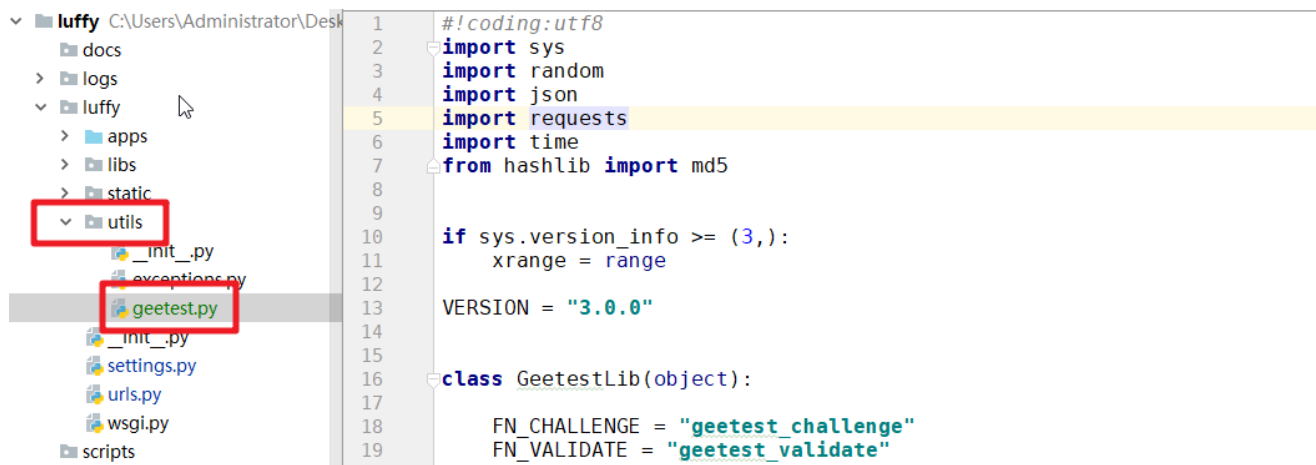 luffy C:\Users\Administrator\Desk
docs
logs
luffy
apps
libs
static
utils
__init__.py
exceptions.py
geetest.py
__init__.py
settings.py
urls.py
wsgi.py
scripts
1 #!coding:utf8
2 import sys
3 import random
4 import json
5 import requests
6 import time
7 from hashlib import md5
8
9
10 if sys.version_info >= (3,):
11 xrange = range
12
13 VERSION = "3.0.0"
14
15
16 class GeetestLib(object):
17
18 FN_CHALLENGE = "geetest_challenge"
19 FN_VALIDATE = "geetest_validate"